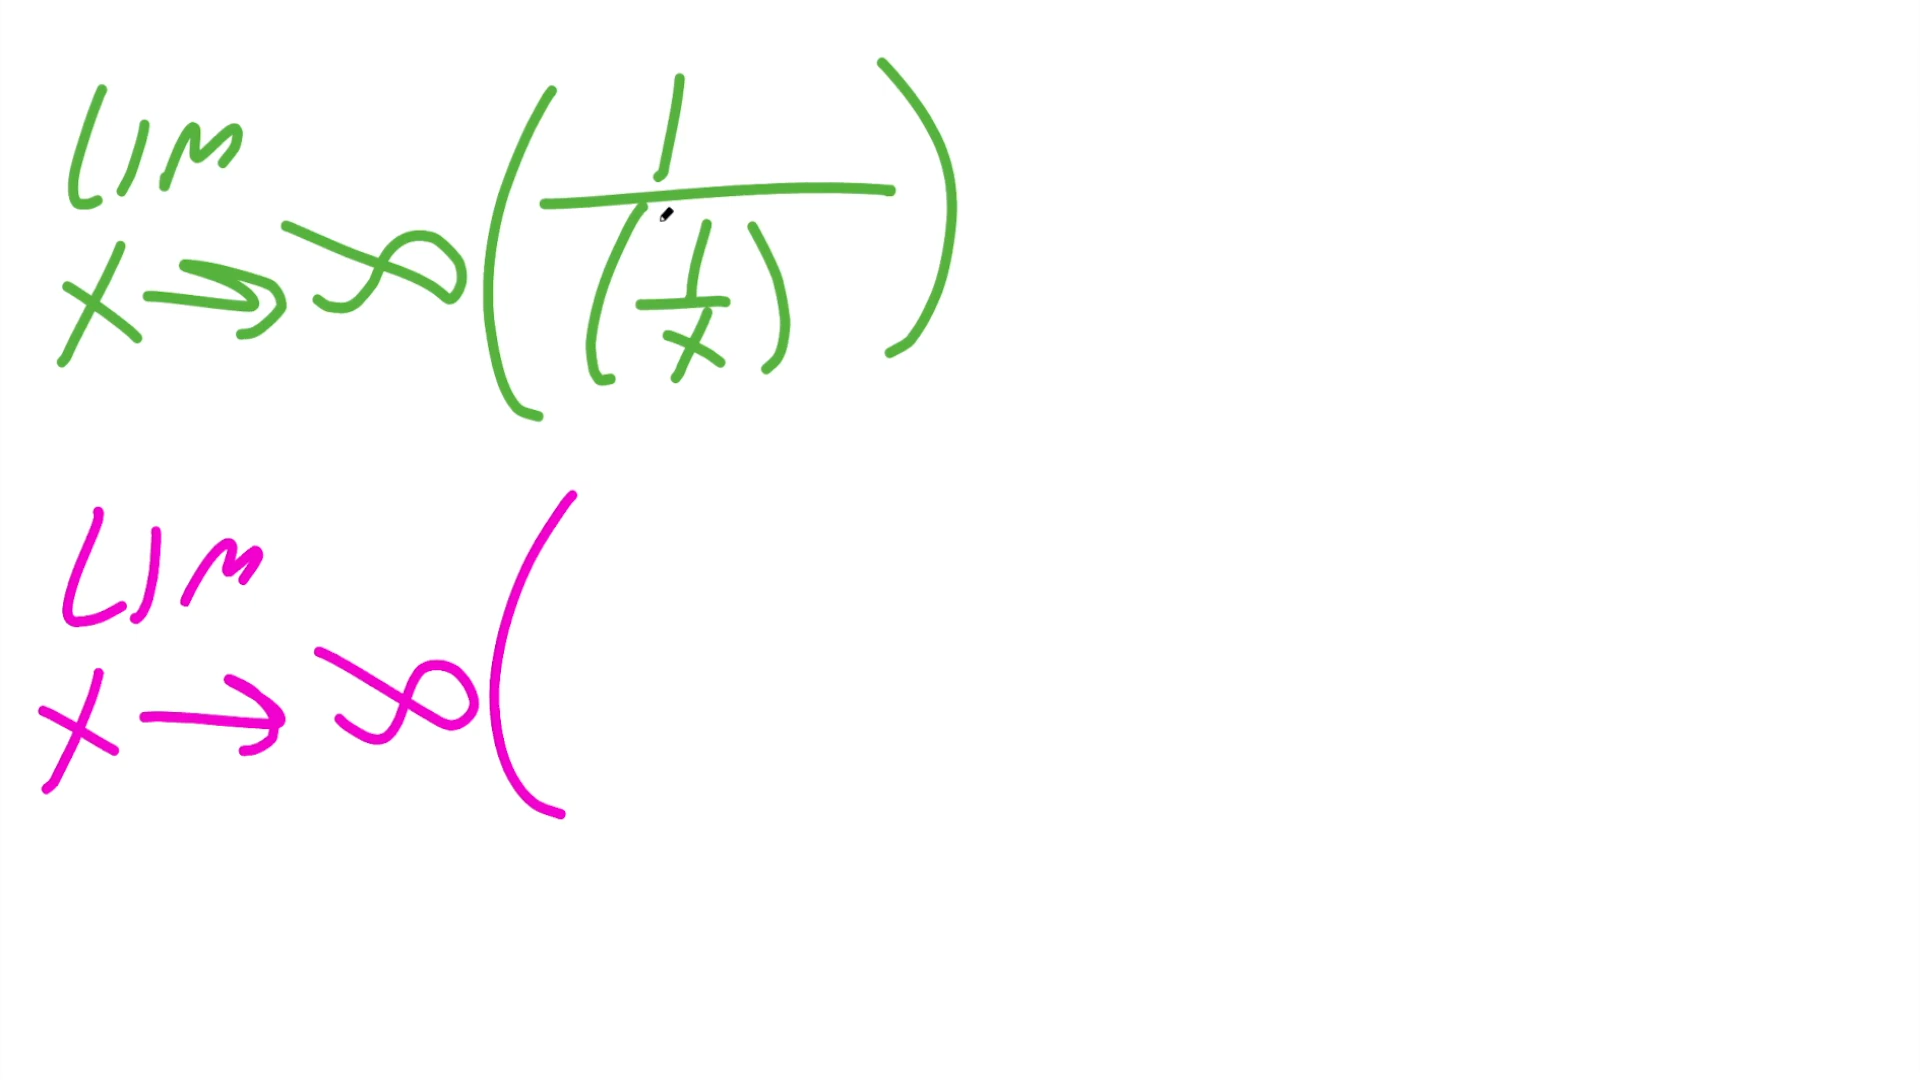 LIM
x→∞ (1/(1/x))
LIM
x→∞ (